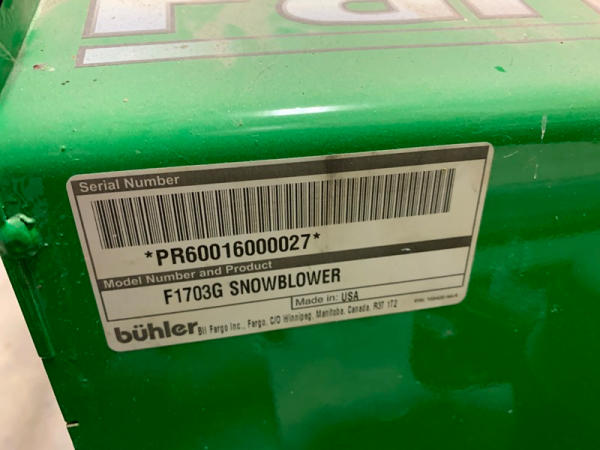 Serial Number
*PR60016000027*
Model Number and Product
F1703G SNOWBLOWER
Made in: USA
bühler BII Fargo Inc., Fargo, C/O Winnipeg, Manitoba, Canada, R3T 1T2